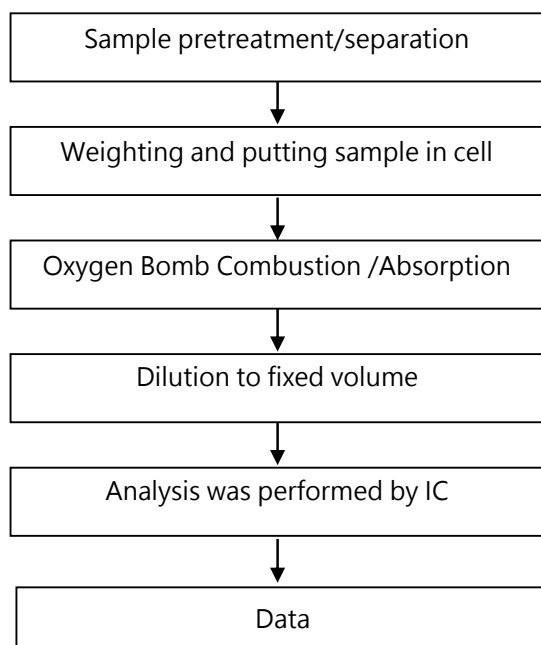 Sample pretreatment/separation
Weighting and putting sample in cell
Oxygen Bomb Combustion /Absorption
Dilution to fixed volume
Analysis was performed by IC
Data